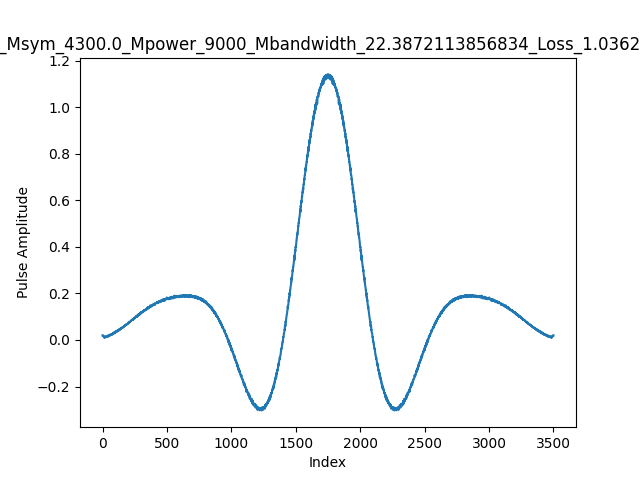 _Msym_4300.0_Mpower_9000_Mbandwidth_22.3872113856834_Loss_1.0362
1.2
1.0
0.8
0.6
0.4
0.2
0.0
−0.2
Pulse Amplitude
0 500 1000 1500 2000 2500 3000 3500
Index